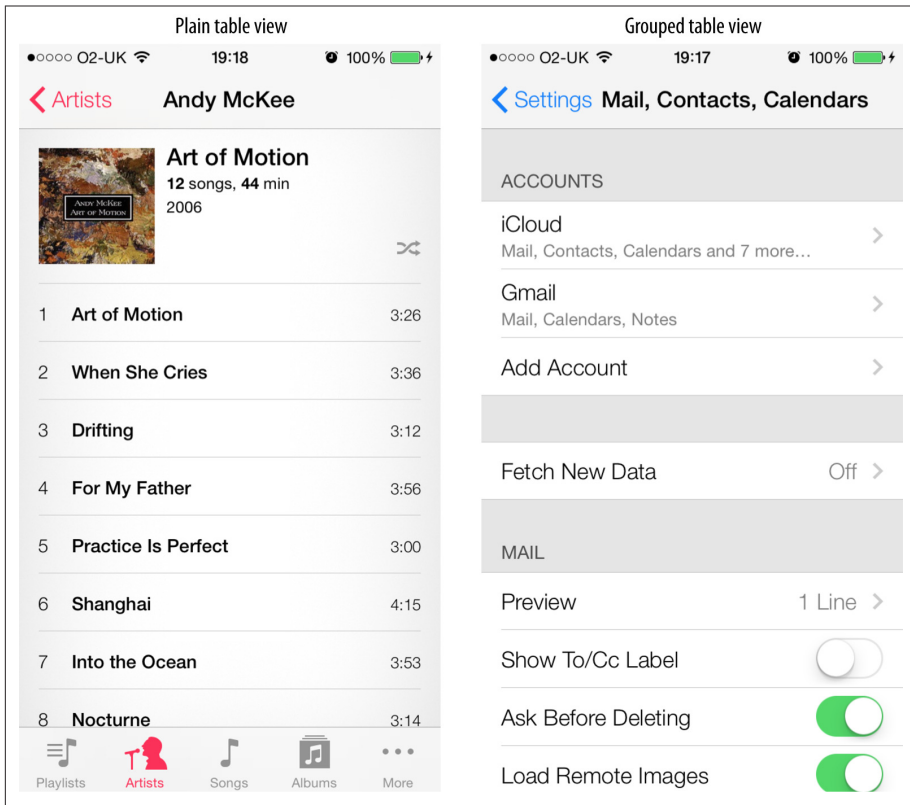 Plain table view
O2-UK 19:18 100%
Artists Andy McKee
ANDY MCKEE
ART OF MOTION
Art of Motion
12 songs, 44 min
2006
1 Art of Motion 3:26
2 When She Cries 3:36
3 Drifting 3:12
4 For My Father 3:56
5 Practice Is Perfect 3:00
6 Shanghai 4:15
7 Into the Ocean 3:53
8 Nocturne 3:14
Playlists Artists Songs Albums More
Grouped table view
O2-UK 19:17 100%
Settings Mail, Contacts, Calendars
ACCOUNTS
iCloud
Mail, Contacts, Calendars and 7 more...
Gmail
Mail, Calendars, Notes
Add Account
Fetch New Data Off
MAIL
Preview 1 Line
Show To/Cc Label
Ask Before Deleting
Load Remote Images